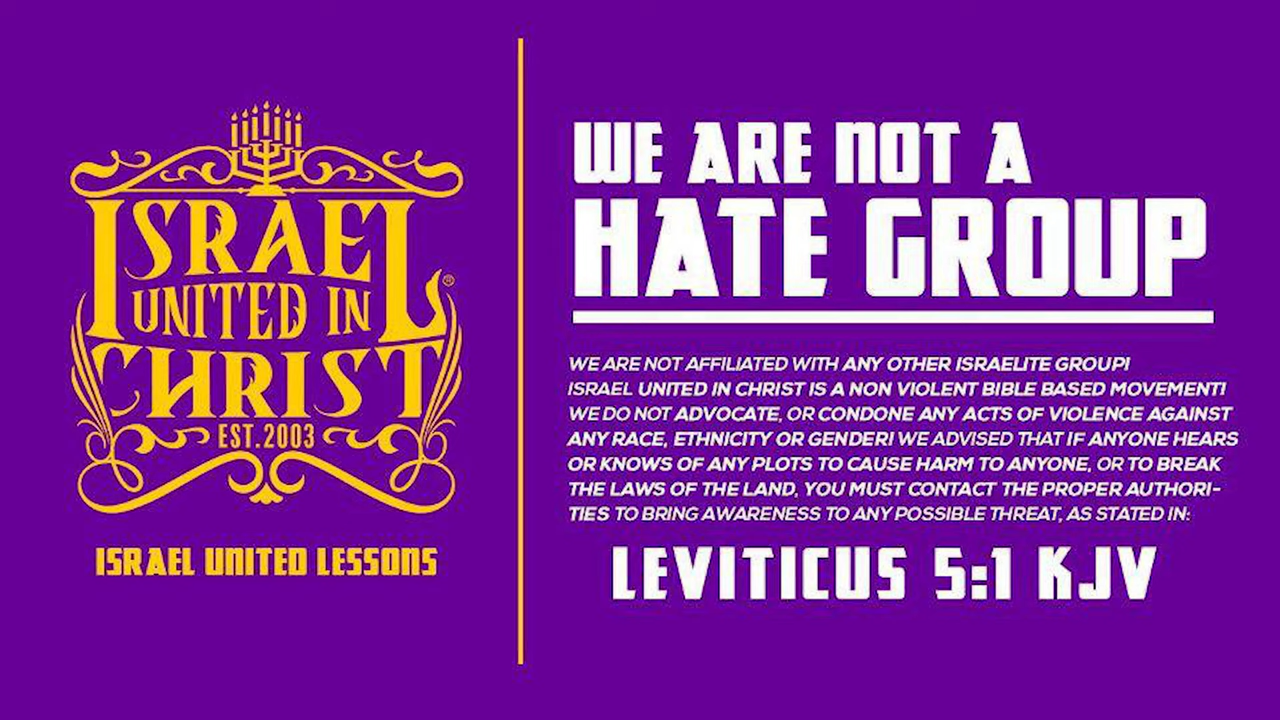 ISRAEL
UNITED IN
CHRIST
EST.2003
®
ISRAEL UNITED LESSONS
WE ARE NOT A
HATE GROUP
WE ARE NOT AFFILIATED WITH ANY OTHER ISRAELITE GROUP!
ISRAEL UNITED IN CHRIST IS A NON VIOLENT BIBLE BASED MOVEMENT!
WE DO NOT ADVOCATE, OR CONDONE ANY ACTS OF VIOLENCE AGAINST
ANY RACE, ETHNICITY OR GENDER! WE ADVISED THAT IF ANYONE HEARS
OR KNOWS OF ANY PLOTS TO CAUSE HARM TO ANYONE, OR TO BREAK
THE LAWS OF THE LAND, YOU MUST CONTACT THE PROPER AUTHORI-
TIES TO BRING AWARENESS TO ANY POSSIBLE THREAT, AS STATED IN:
LEVITICUS 5:1 KJV